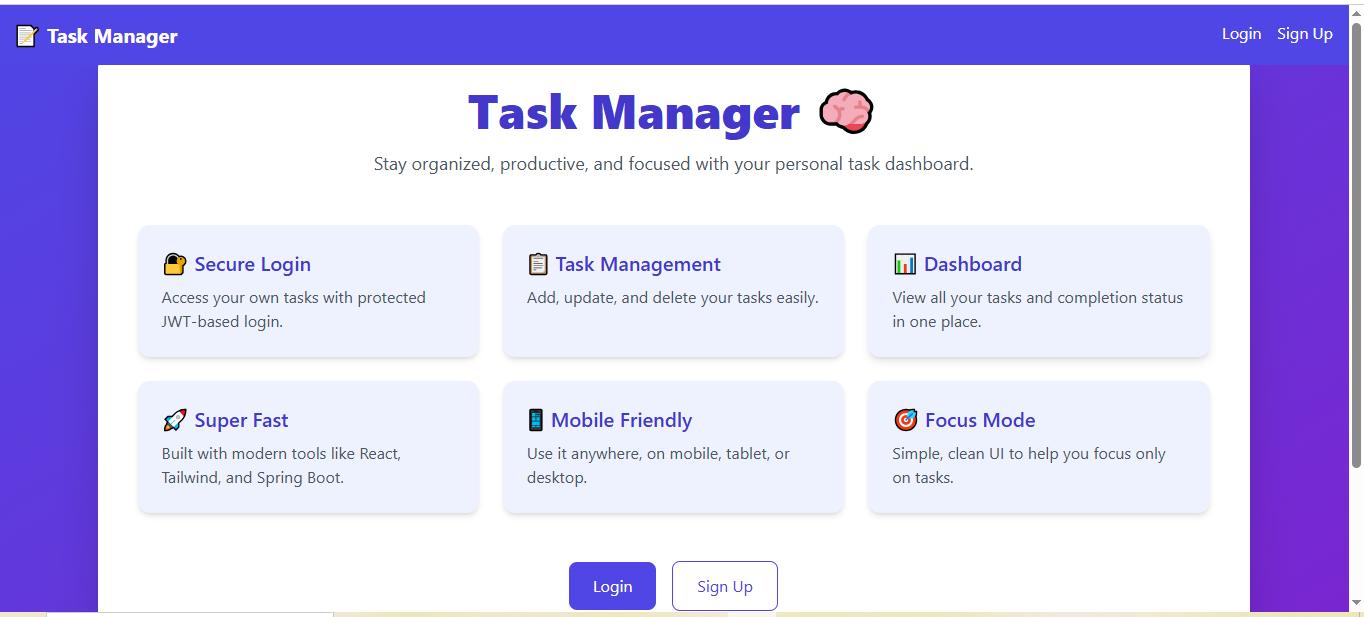 Task Manager
Login Sign Up
Task Manager
Stay organized, productive, and focused with your personal task dashboard.
Secure Login
Access your own tasks with protected
JWT-based login.
Task Management
Add, update, and delete your tasks easily.
Dashboard
View all your tasks and completion status
in one place.
Super Fast
Built with modern tools like React,
Tailwind, and Spring Boot.
Mobile Friendly
Use it anywhere, on mobile, tablet, or
desktop.
Focus Mode
Simple, clean UI to help you focus only
on tasks.
Login
Sign Up